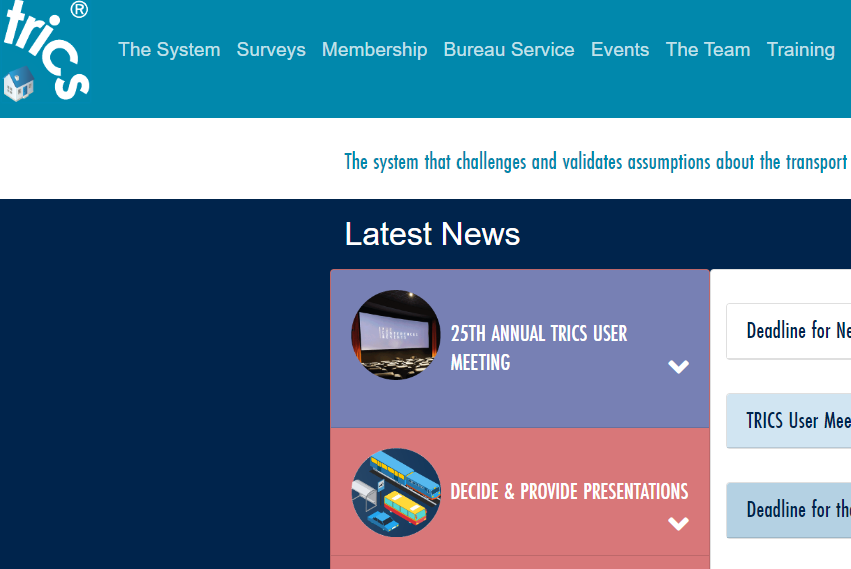 trics®
The System Surveys Membership Bureau Service Events The Team Training
The system that challenges and validates assumptions about the transport
Latest News
25TH ANNUAL TRICS USER
MEETING
DECIDE & PROVIDE PRESENTATIONS
Deadline for Ne
TRICS User Mee
Deadline for the